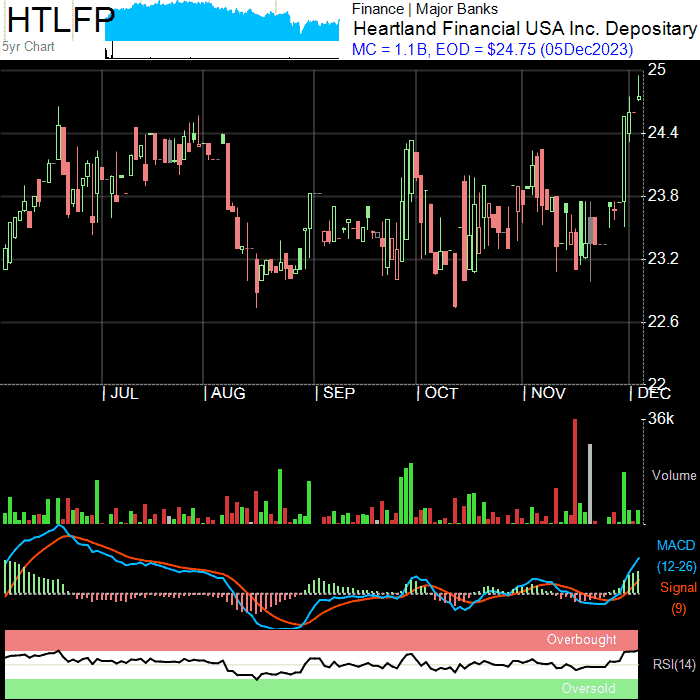 HTLFP
5yr Chart
Finance | Major Banks
Heartland Financial USA Inc. Depositary
MC = 1.1B, EOD = $24.75 (05Dec2023)
25
24.4
23.8
23.2
22.6
22
JUL
AUG
SEP
OCT
NOV
DEC
36k
Volume
MACD
(12-26)
Signal
(9)
Overbought
RSI(14)
Oversold